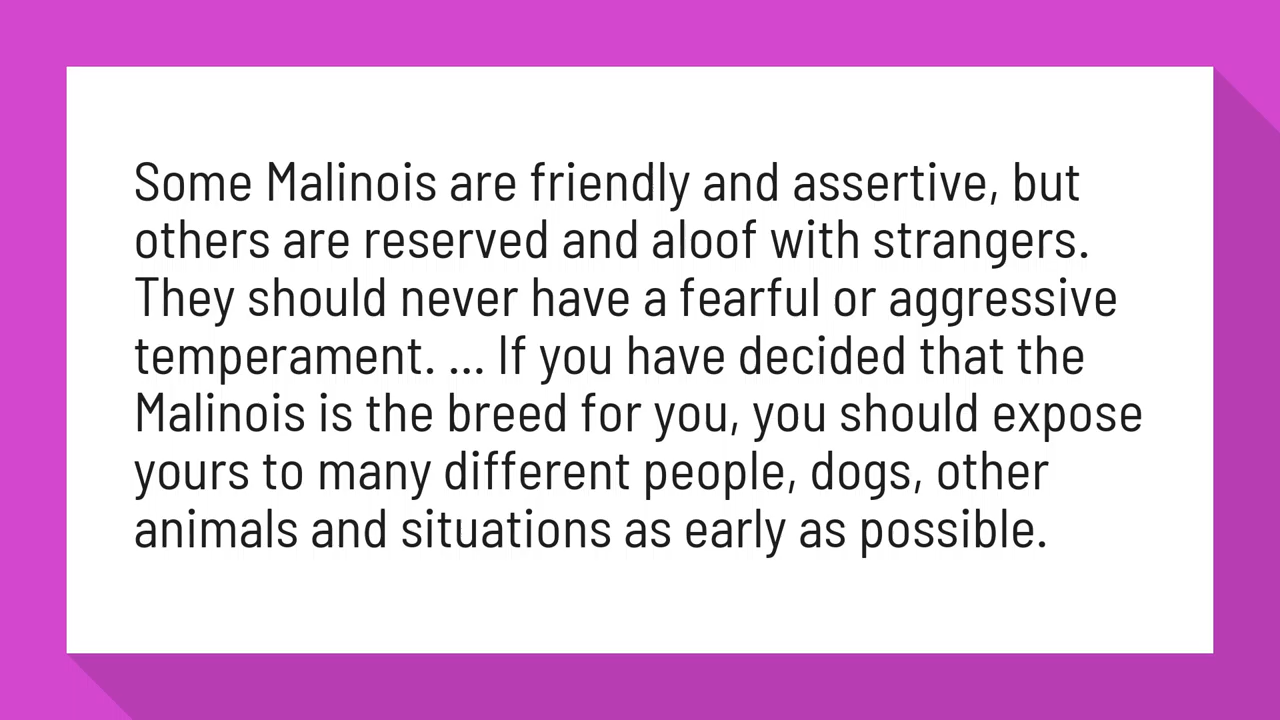 Some Malinois are friendly and assertive, but
others are reserved and aloof with strangers.
They should never have a fearful or aggressive
temperament. ... If you have decided that the
Malinois is the breed for you, you should expose
yours to many different people, dogs, other
animals and situations as early as possible.